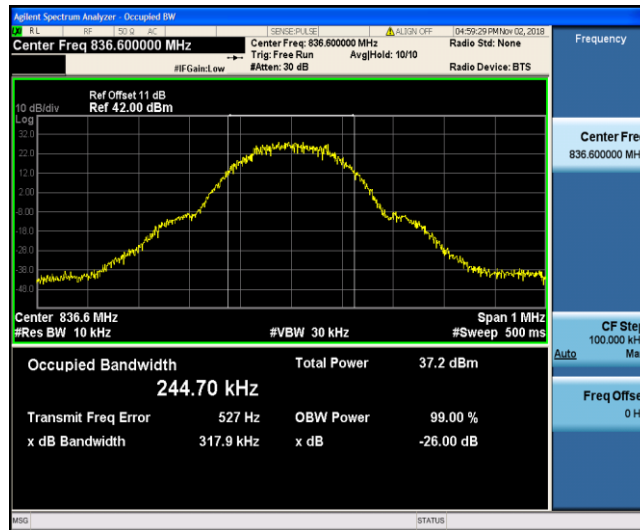 Agilent Spectrum Analyzer - Occupied BW
RL RF 50 Ω AC SENSE:PULSE ALIGN OFF 04:59:29 PM Nov 02, 2018
Center Freq 836.600000 MHz Center Freq: 836.600000 MHz Radio Std: None
Trig: Free Run Avg|Hold: 10/10
#IFGain:Low #Atten: 30 dB Radio Device: BTS
Ref Offset 11 dB
10 dB/div Ref 42.00 dBm
Log
32.0
22.0
12.0
2.00
-8.00
-18.0
-28.0
-38.0
-48.0
Center 836.6 MHz Span 1 MHz
#Res BW 10 kHz #VBW 30 kHz #Sweep 500 ms
Occupied Bandwidth Total Power 37.2 dBm
244.70 kHz
Transmit Freq Error 527 Hz OBW Power 99.00 %
x dB Bandwidth 317.9 kHz x dB -26.00 dB
MSG STATUS
Frequency
Center Fre
836.600000 MH
CF Step
100.000 kH
Auto Ma
Freq Offse
0 H